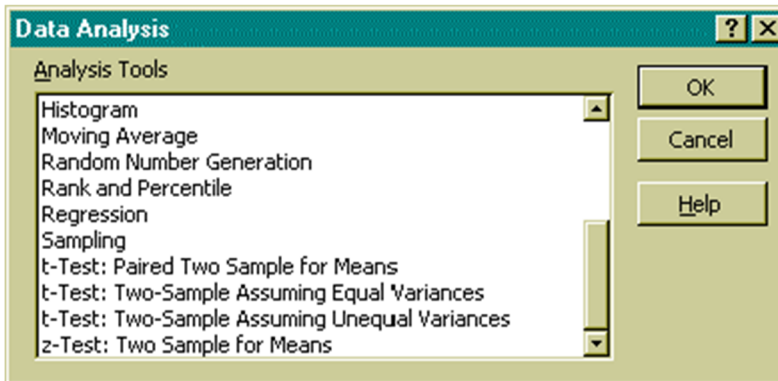 Data Analysis
Analysis Tools
Histogram
Moving Average
Random Number Generation
Rank and Percentile
Regression
Sampling
t-Test: Paired Two Sample for Means
t-Test: Two-Sample Assuming Equal Variances
t-Test: Two-Sample Assuming Unequal Variances
z-Test: Two Sample for Means
OK
Cancel
Help